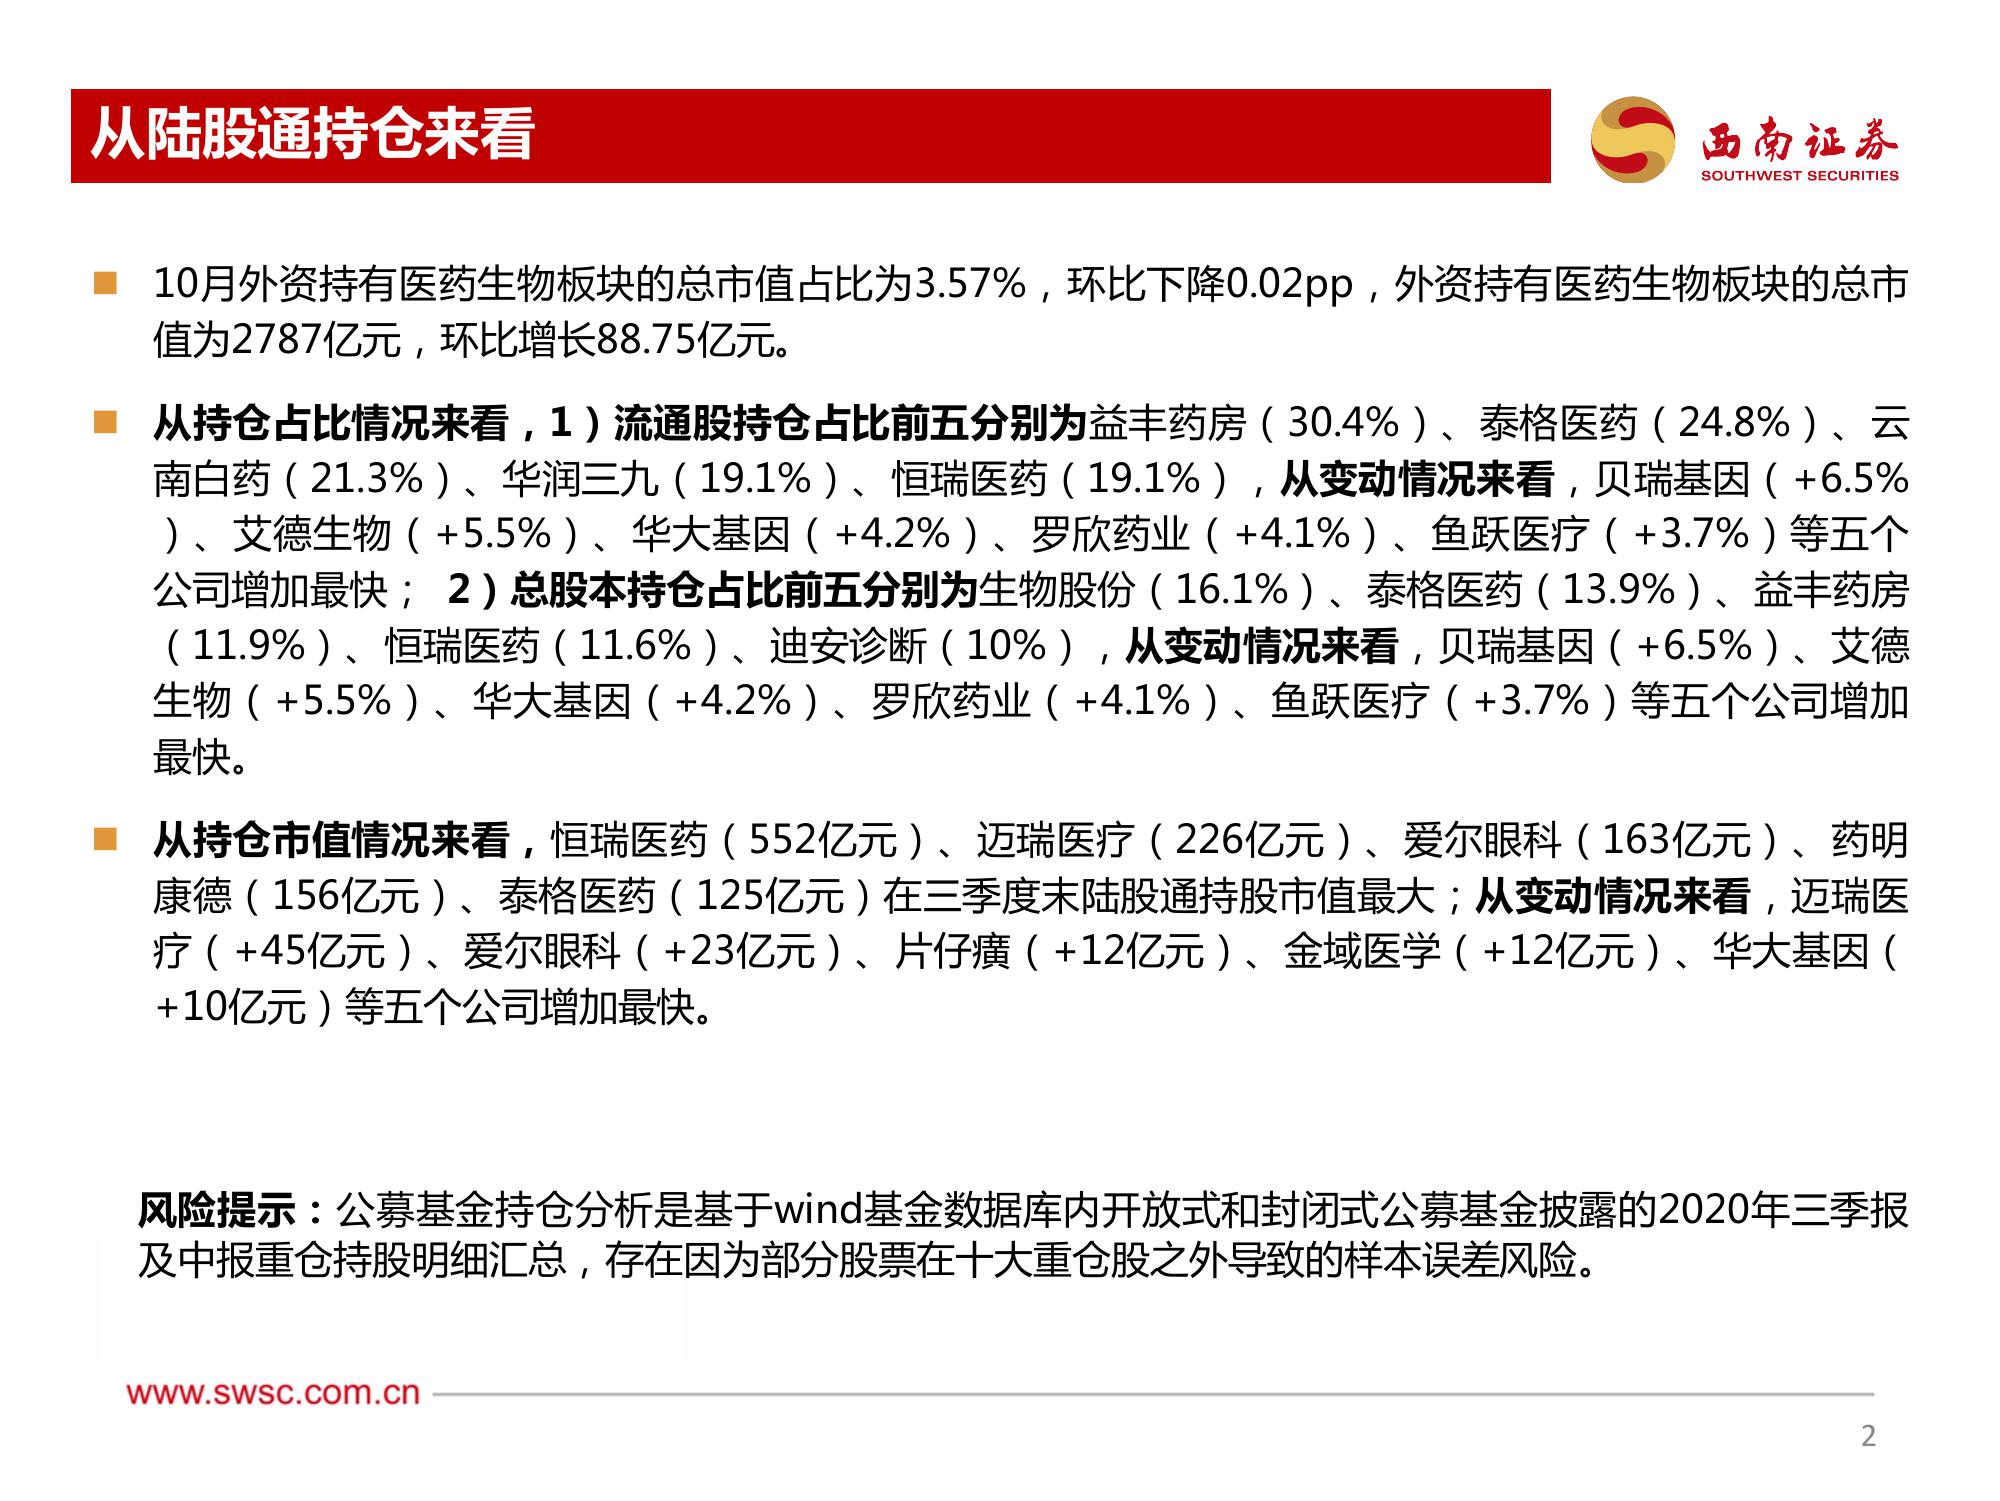 从陆股通持仓来看
西南证券
SOUTHWEST SECURITIES
10月外资持有医药生物板块的总市值占比为3.57%，环比下降0.02pp，外资持有医药生物板块的总市
值为2787亿元，环比增长88.75亿元。
从持仓占比情况来看，1）流通股持仓占比前五分别为益丰药房（30.4%）、泰格医药（24.8%）、云
南白药（21.3%）、华润三九（19.1%）、恒瑞医药（19.1%），从变动情况来看，贝瑞基因（+6.5%
）、艾德生物（+5.5%）、华大基因（+4.2%）、罗欣药业（+4.1%）、鱼跃医疗（+3.7%）等五个
公司增加最快； 2）总股本持仓占比前五分别为生物股份（16.1%）、泰格医药（13.9%）、益丰药房
（11.9%）、恒瑞医药（11.6%）、迪安诊断（10%），从变动情况来看，贝瑞基因（+6.5%）、艾德
生物（+5.5%）、华大基因（+4.2%）、罗欣药业（+4.1%）、鱼跃医疗（+3.7%）等五个公司增加
最快。
从持仓市值情况来看，恒瑞医药（552亿元）、迈瑞医疗（226亿元）、爱尔眼科（163亿元）、药明
康德（156亿元）、泰格医药（125亿元）在三季度末陆股通持股市值最大；从变动情况来看，迈瑞医
疗（+45亿元）、爱尔眼科（+23亿元）、片仔癀（+12亿元）、金域医学（+12亿元）、华大基因（
+10亿元）等五个公司增加最快。
风险提示：公募基金持仓分析是基于wind基金数据库内开放式和封闭式公募基金披露的2020年三季报
及中报重仓持股明细汇总，存在因为部分股票在十大重仓股之外导致的样本误差风险。
www.swsc.com.cn
2